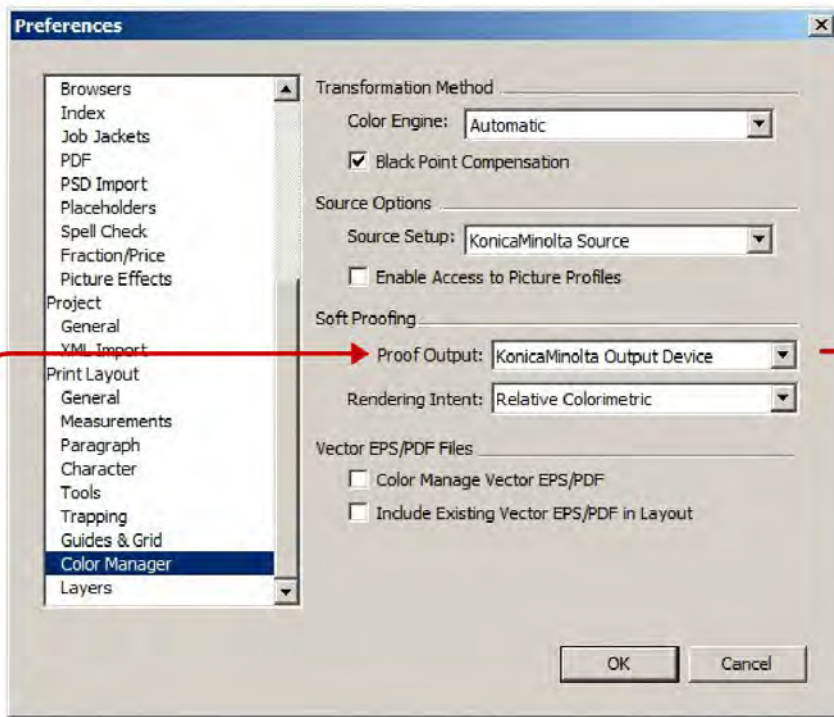 Preferences
Browsers
Index
Job Jackets
PDF
PSD Import
Placeholders
Spell Check
Fraction/Price
Picture Effects
Project
General
XML Import
Print Layout
General
Measurements
Paragraph
Character
Tools
Trapping
Guides & Grid
Color Manager
Layers
Transformation Method
Color Engine: Automatic
Black Point Compensation
Source Options
Source Setup: KonicaMinolta Source
Enable Access to Picture Profiles
Soft Proofing
Proof Output: KonicaMinolta Output Device
Rendering Intent: Relative Colorimetric
Vector EPS/PDF Files
Color Manage Vector EPS/PDF
Include Existing Vector EPS/PDF in Layout
OK Cancel